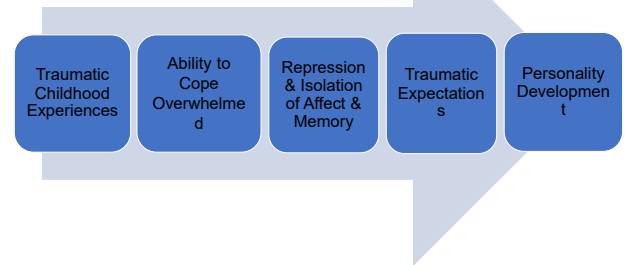 Traumatic
Childhood
Experiences
Ability to
Cope
Overwhelme
d
Repression
& Isolation
of Affect &
Memory
Traumatic
Expectation
s
Personality
Developmen
t